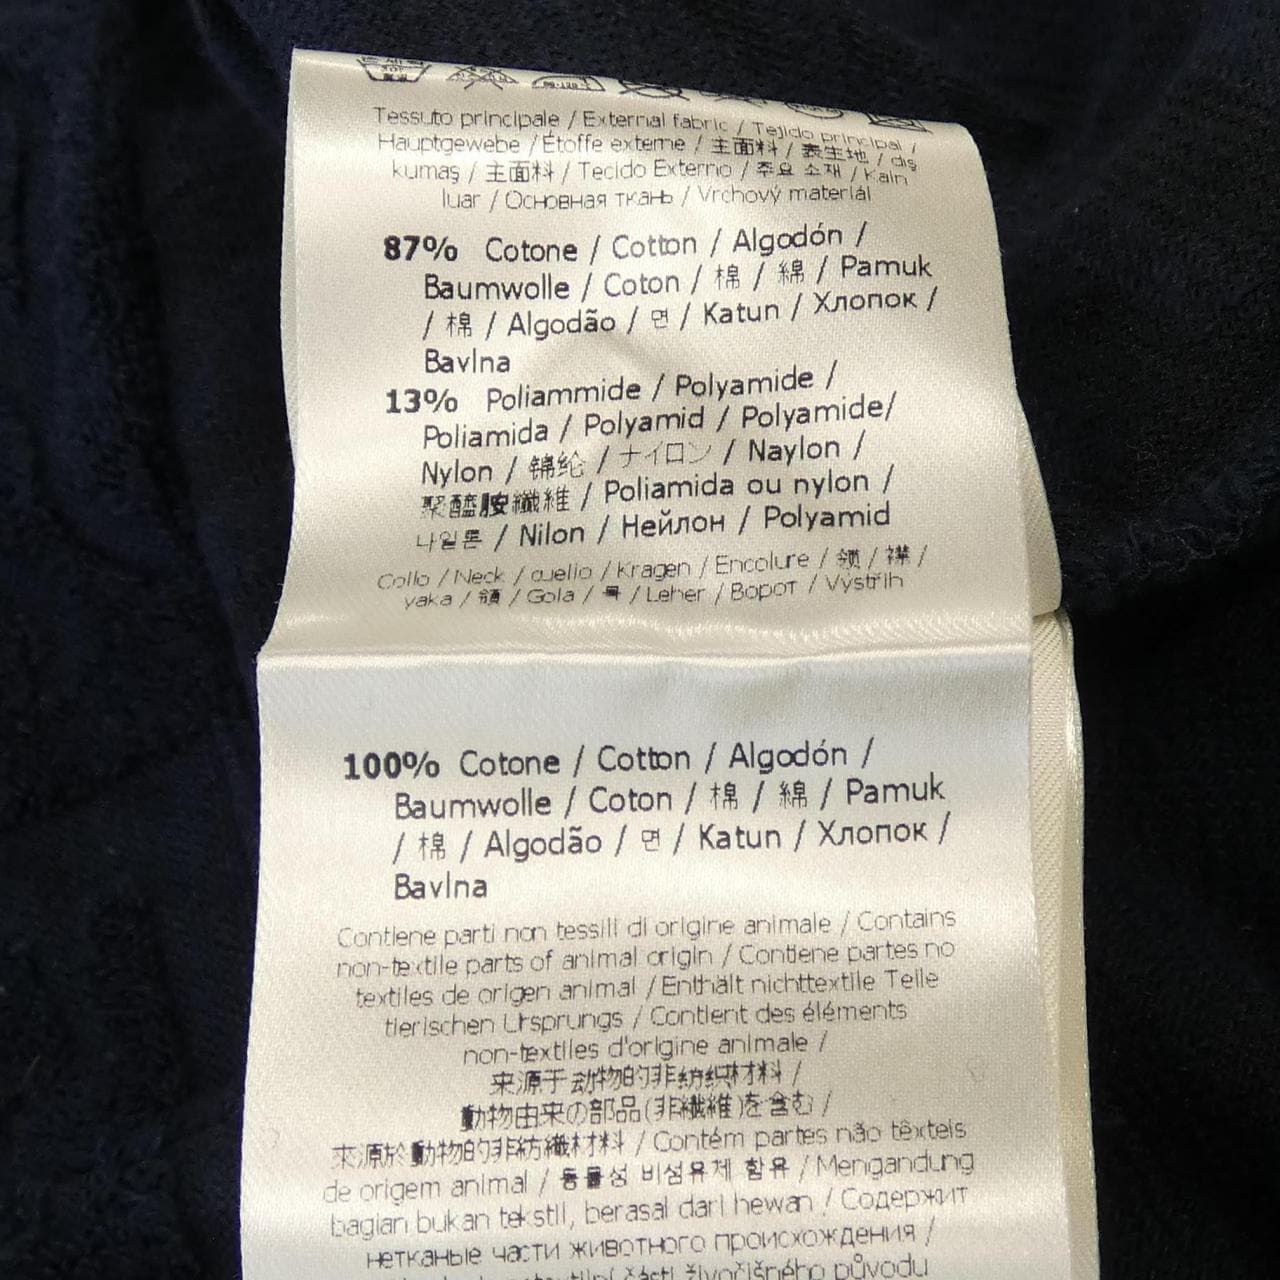 Tessuto principale / External fabric / Tejido principal /
Hauptgewebe / Étoffe externe / 主面料 / 表生地 / dış
kumaş / 主面料 / Tecido Externo / 주요 소재 / Kain
luar / Основная ткань / Vrchový materiál
87% Cotone / Cotton / Algodón /
Baumwolle / Coton / 棉 / 綿 / Pamuk
/ 棉 / Algodão / 면 / Katun / Хлопок /
Bavlna
13% Poliammide / Polyamide /
Poliamida / Polyamid / Polyamide/
Nylon / 锦纶 / ナイロン / Naylon /
聚醯胺纖維 / Poliamida ou nylon /
나일론 / Nilon / Нейлон / Polyamid
Collo / Neck / cuello / Kragen / Encolure / 領 / 襟 /
yaka / 領 / Gola / 목 / Leher / Ворот / Výstřih
100% Cotone / Cotton / Algodón /
Baumwolle / Coton / 棉 / 綿 / Pamuk
/ 棉 / Algodão / 면 / Katun / Хлопок /
Bavlna
Contiene parti non tessili di origine animale / Contains
non-textile parts of animal origin / Contiene partes no
textiles de origen animal / Enthält nichttextile Teile
tierischen Ursprungs / Contient des éléments
non-textiles d'origine animale /
来源于动物的非纺织材料 /
動物由来の部品(非繊維)を含む /
來源於動物的非紡織材料 / Contém partes não têxteis
de origem animal / 동물성 비섬유제 함유 / Mengandung
bagian bukan tekstil, berasal dari hewan / Содержит
нетканые части животного происхождения /
části živočišného původu